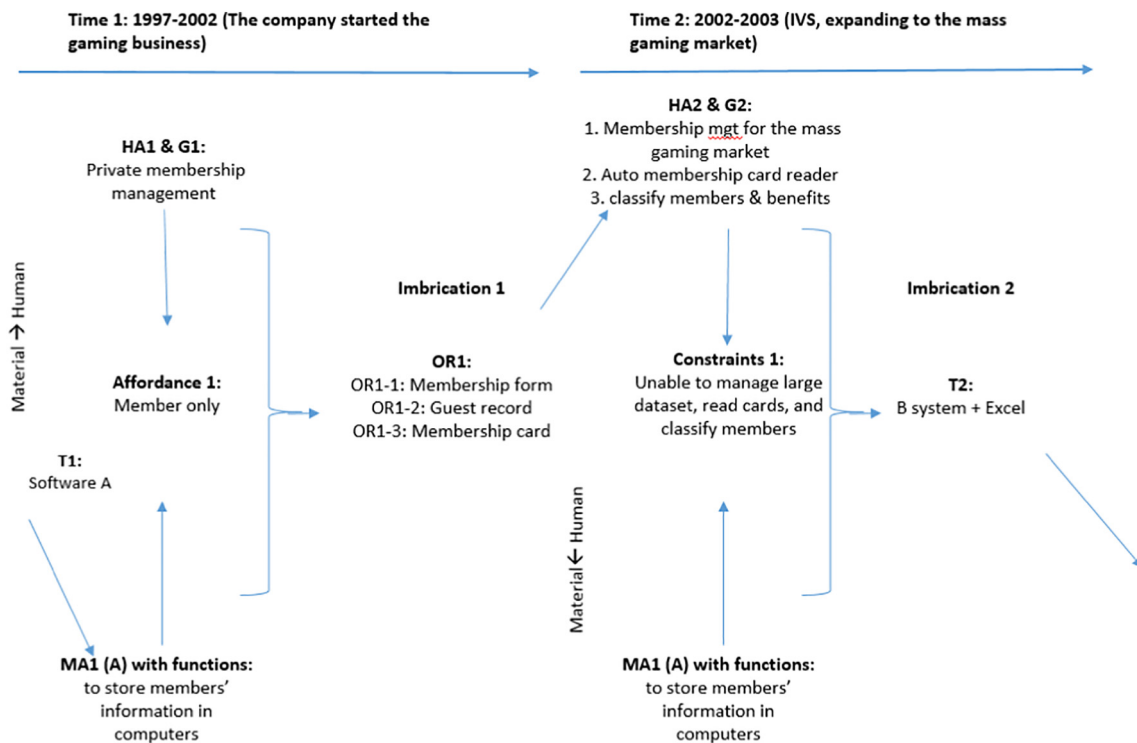 Time 1: 1997-2002 (The company started the
gaming business)
Time 2: 2002-2003 (IVS, expanding to the mass
gaming market)
HA1 & G1:
Private membership
management
HA2 & G2:
1. Membership mgt for the mass
gaming market
2. Auto membership card reader
3. classify members & benefits
Material → Human
Imbrication 1
Imbrication 2
Affordance 1:
Member only
OR1:
OR1-1: Membership form
OR1-2: Guest record
OR1-3: Membership card
Constraints 1:
Unable to manage large
dataset, read cards, and
classify members
T2:
B system + Excel
T1:
Software A
Material ← Human
MA1 (A) with functions:
to store members’
information in
computers
MA1 (A) with functions:
to store members’
information in
computers